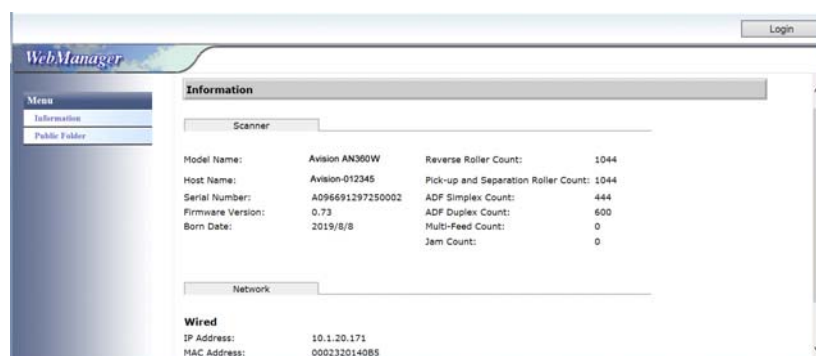 Login
WebManager
Menu
Information
Public Folder
Information
Scanner
Model Name: Avision AN360W Reverse Roller Count: 1044
Host Name: Avision-012345 Pick-up and Separation Roller Count: 1044
Serial Number: A096691297250002 ADF Simplex Count: 444
Firmware Version: 0.73 ADF Duplex Count: 600
Born Date: 2019/8/8 Multi-Feed Count: 0
Jam Count: 0
Network
Wired
IP Address: 10.1.20.171
MAC Address: 0002320140B5